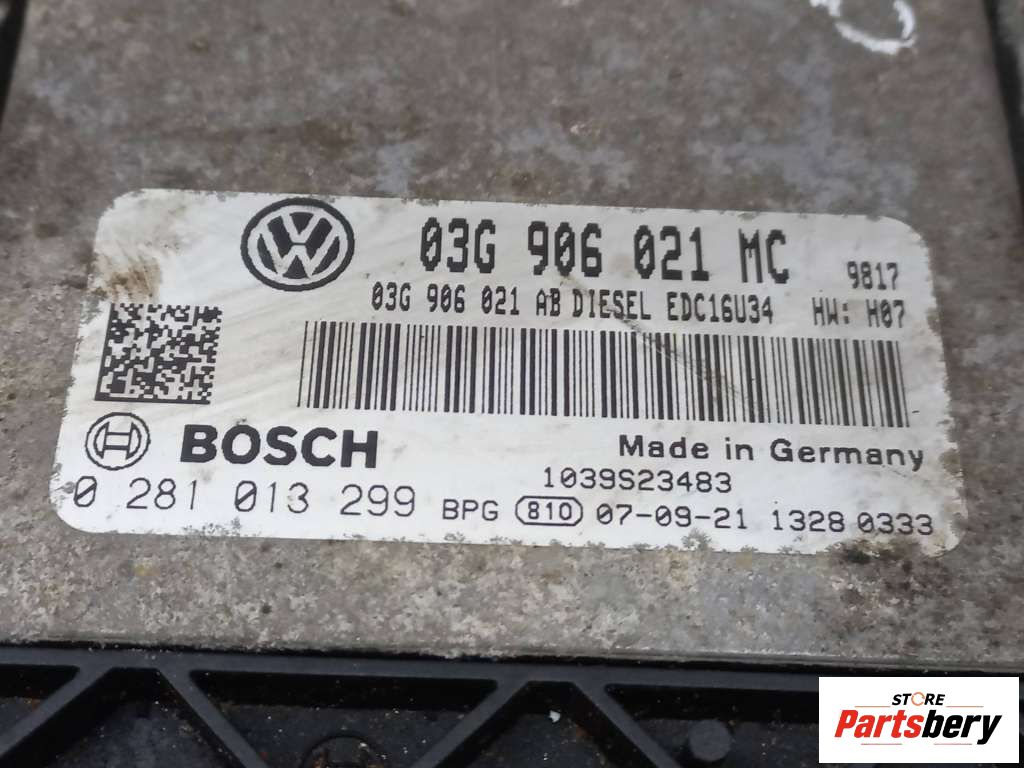 03G 906 021 MC 9817
03G 906 021 AB DIESEL EDC16U34 HW: H07
BOSCH Made in Germany
1039S23483
0 281 013 299 BPG 810 07-09-21 1328 0333
STORE
Partsbery